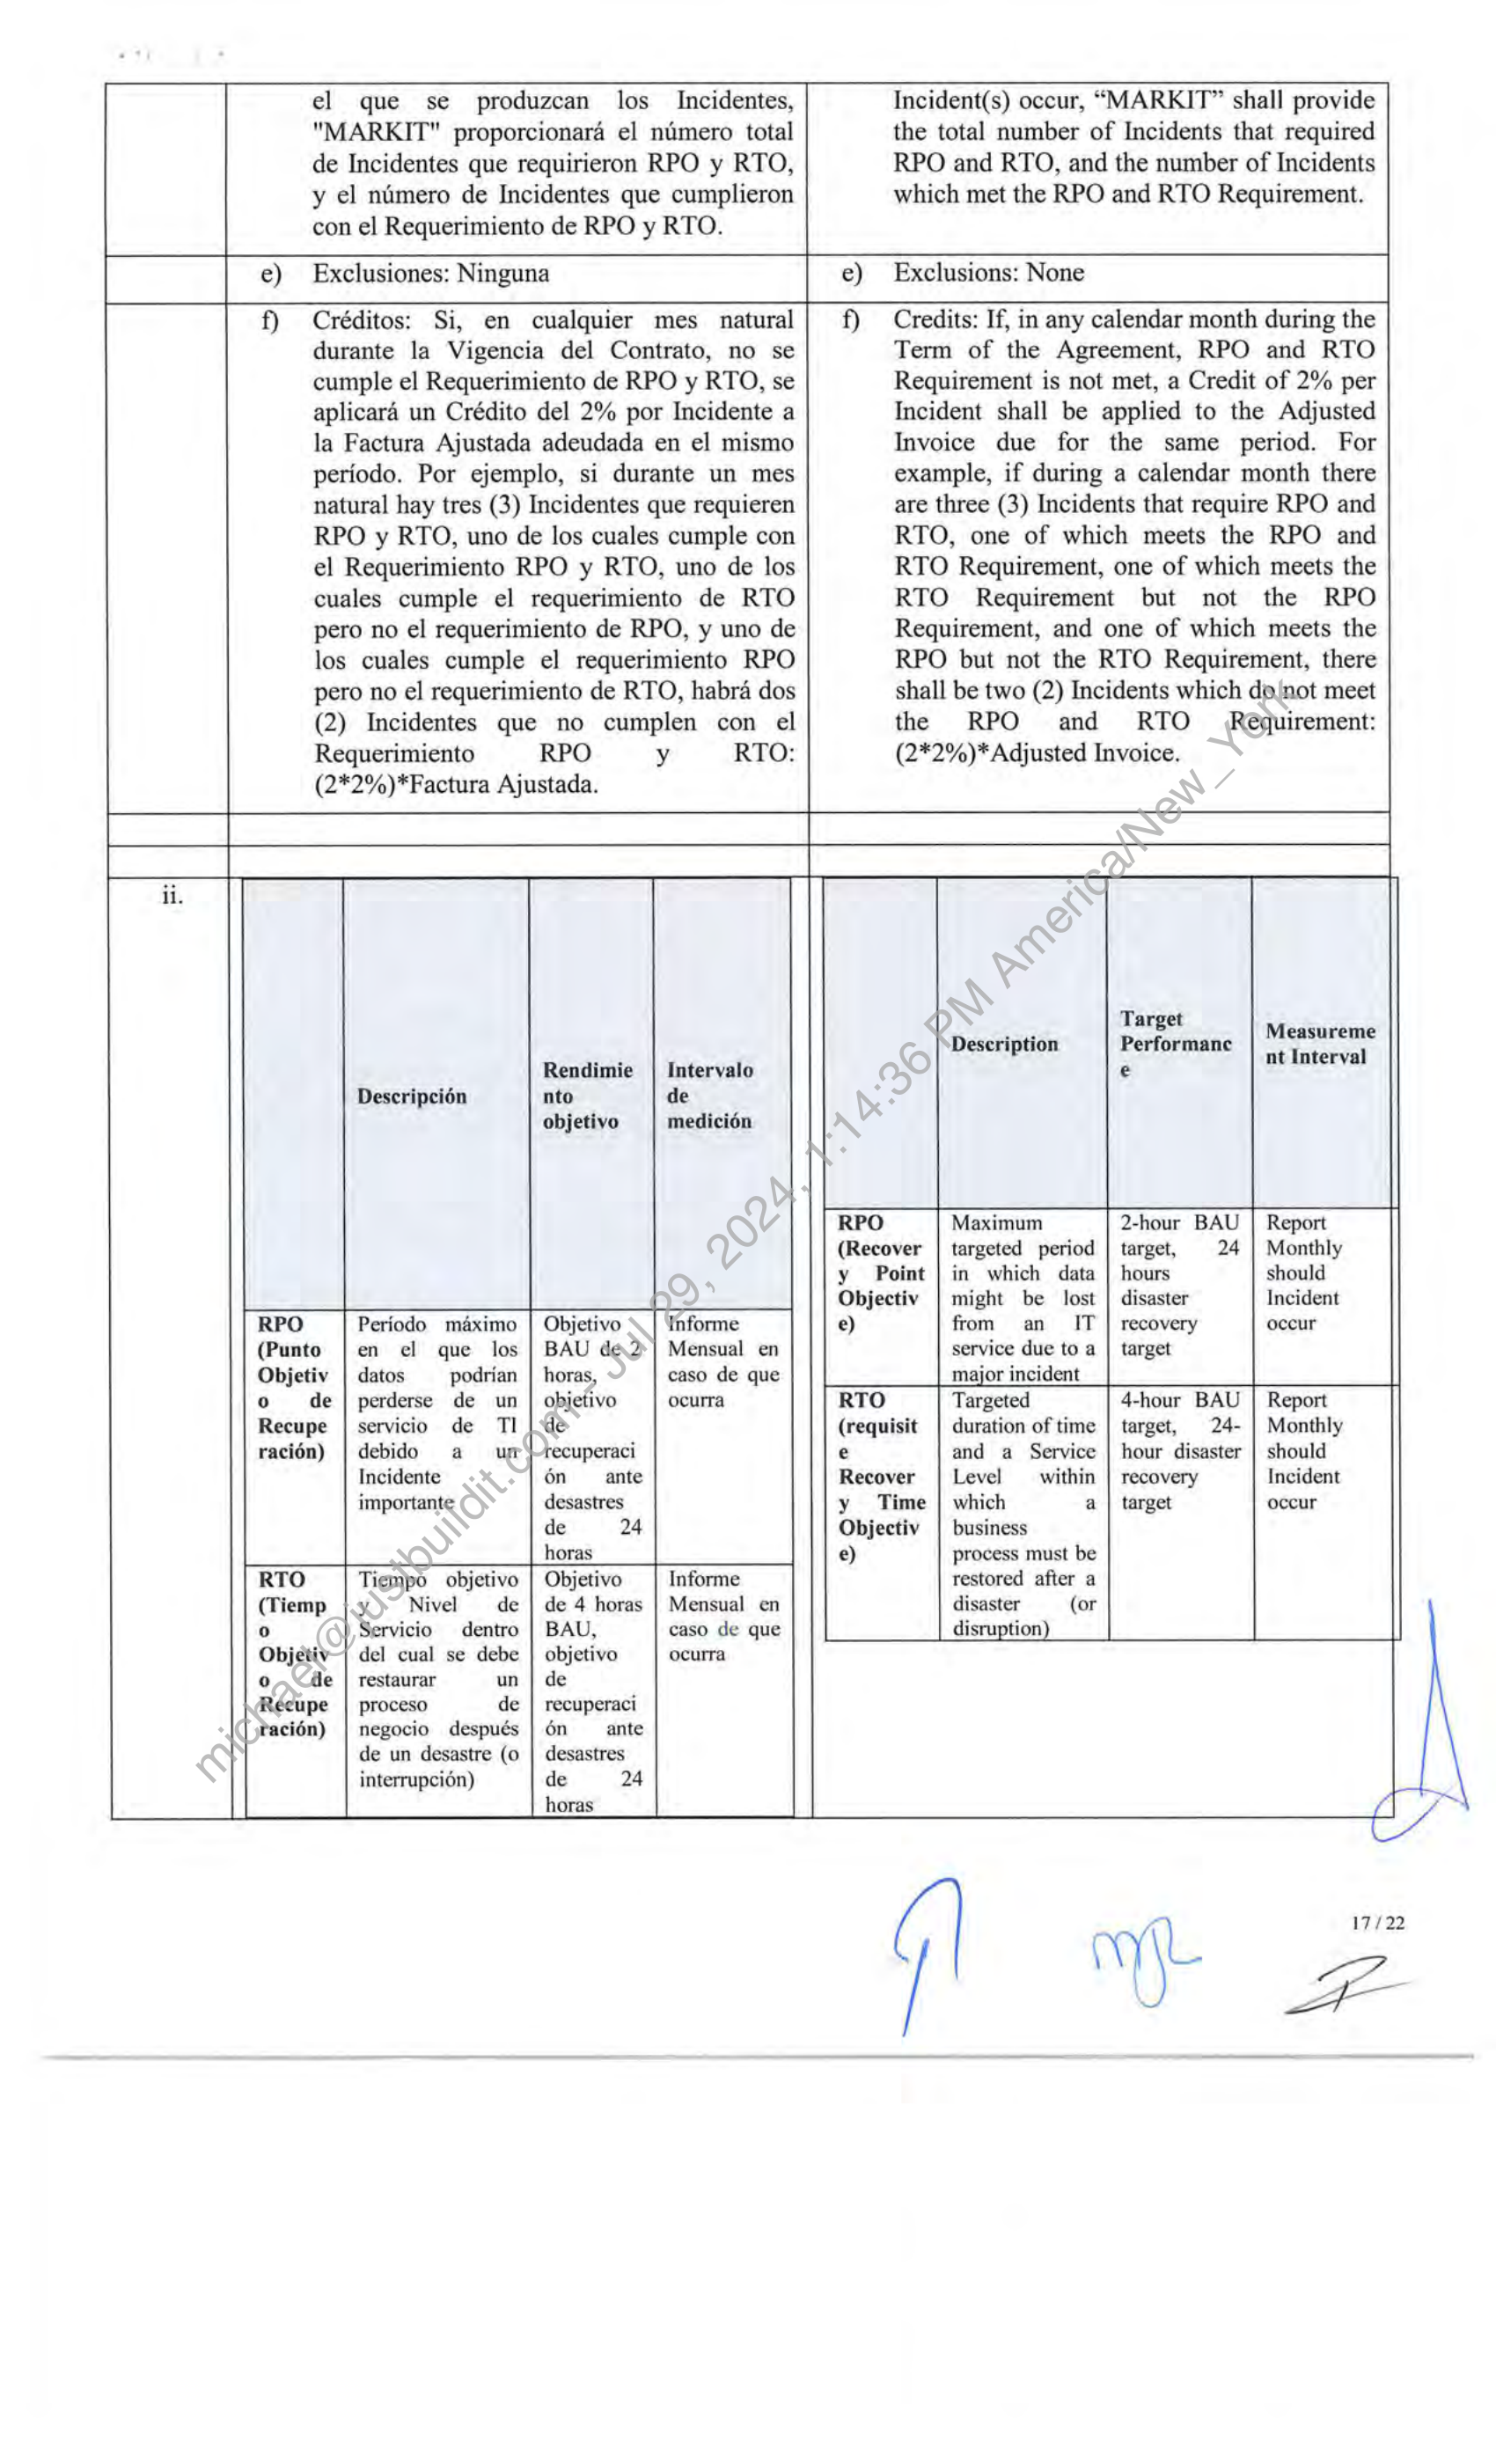 el que se produzcan los Incidentes,
"MARKIT" proporcionará el número total
de Incidentes que requirieron RPO y RTO,
y el número de Incidentes que cumplieron
con el Requerimiento de RPO y RTO.
Incident(s) occur, “MARKIT” shall provide
the total number of Incidents that required
RPO and RTO, and the number of Incidents
which met the RPO and RTO Requirement.
e) Exclusiones: Ninguna
e) Exclusions: None
f) Créditos: Si, en cualquier mes natural
durante la Vigencia del Contrato, no se
cumple el Requerimiento de RPO y RTO, se
aplicará un Crédito del 2% por Incidente a
la Factura Ajustada adeudada en el mismo
período. Por ejemplo, si durante un mes
natural hay tres (3) Incidentes que requieren
RPO y RTO, uno de los cuales cumple con
el Requerimiento RPO y RTO, uno de los
cuales cumple el requerimiento de RTO
pero no el requerimiento de RPO, y uno de
los cuales cumple el requerimiento RPO
pero no el requerimiento de RTO, habrá dos
(2) Incidentes que no cumplen con el
Requerimiento RPO y RTO:
(2*2%)*Factura Ajustada.
f) Credits: If, in any calendar month during the
Term of the Agreement, RPO and RTO
Requirement is not met, a Credit of 2% per
Incident shall be applied to the Adjusted
Invoice due for the same period. For
example, if during a calendar month there
are three (3) Incidents that require RPO and
RTO, one of which meets the RPO and
RTO Requirement, one of which meets the
RTO Requirement but not the RPO
Requirement, and one of which meets the
RPO but not the RTO Requirement, there
shall be two (2) Incidents which do not meet
the RPO and RTO Requirement:
(2*2%)*Adjusted Invoice.
ii.
Descripción
Rendimie
nto
objetivo
Intervalo
de
medición
RPO
(Punto
Objetiv
o de
Recupe
ración)
Período máximo
en el que los
datos podrían
perderse de un
servicio de TI
debido a un
Incidente
importante
Objetivo
BAU de 2
horas,
objetivo
de
recuperaci
ón ante
desastres
de 24
horas
Informe
Mensual en
caso de que
ocurra
RTO
(Tiemp
o
Objetiv
o de
Recupe
ración)
Tiempo objetivo
y Nivel de
Servicio dentro
del cual se debe
restaurar un
proceso de
negocio después
de un desastre (o
interrupción)
Objetivo
de 4 horas
BAU,
objetivo
de
recuperaci
ón ante
desastres
de 24
horas
Informe
Mensual en
caso de que
ocurra
Description
Target
Performanc
e
Measureme
nt Interval
RPO
(Recover
y Point
Objectiv
e)
Maximum
targeted period
in which data
might be lost
from an IT
service due to a
major incident
2-hour BAU
target, 24
hours
disaster
recovery
target
Report
Monthly
should
Incident
occur
RTO
(requisit
e
Recover
y Time
Objectiv
e)
Targeted
duration of time
and a Service
Level within
which a
business
process must be
restored after a
disaster (or
disruption)
4-hour BAU
target, 24-
hour disaster
recovery
target
Report
Monthly
should
Incident
occur
michael@justbuildit.com - Jul 29, 2024, 1:14:36 PM America/New_York
17 / 22